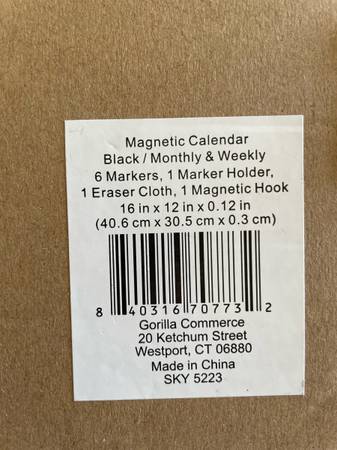 Magnetic Calendar
Black / Monthly & Weekly
6 Markers, 1 Marker Holder,
1 Eraser Cloth, 1 Magnetic Hook
16 in x 12 in x 0.12 in
(40.6 cm x 30.5 cm x 0.3 cm)
8 40316 70773 2
Gorilla Commerce
20 Ketchum Street
Westport, CT 06880
Made in China
SKY 5223